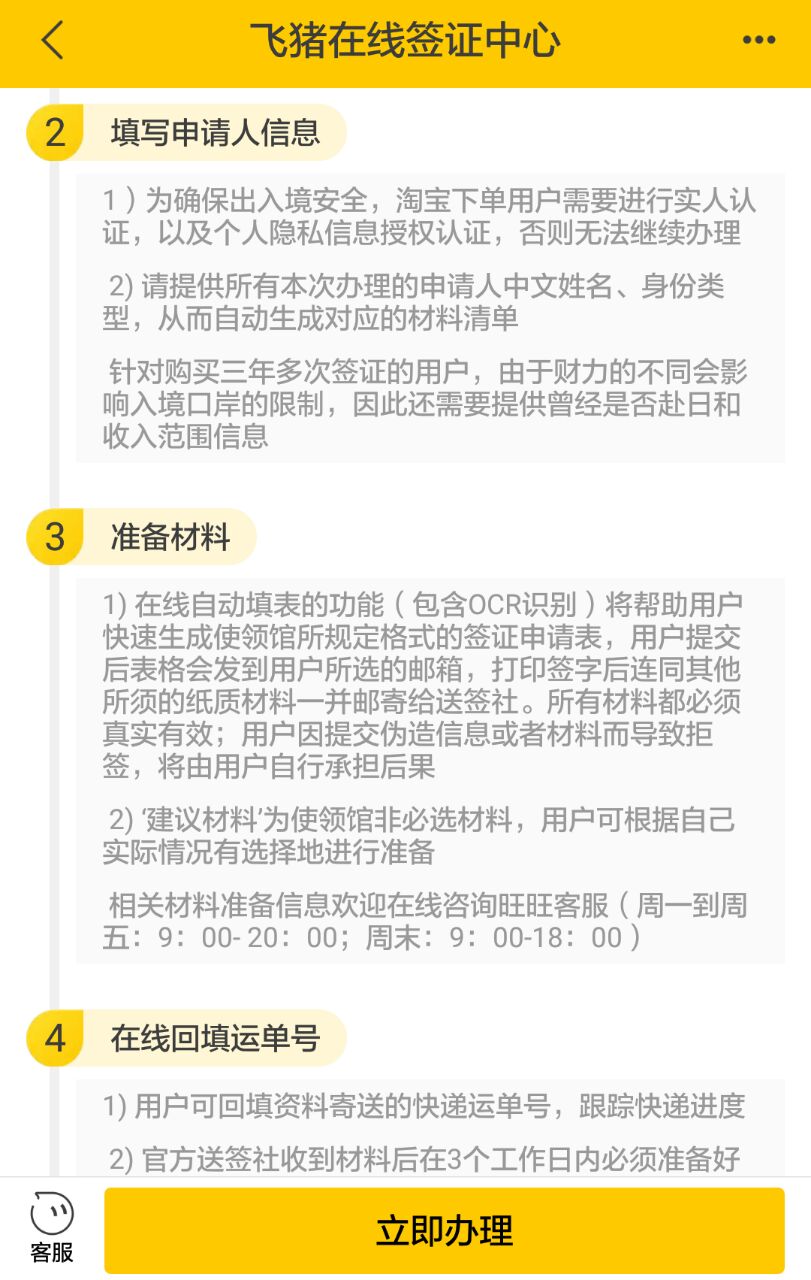 飞猪在线签证中心
2 填写申请人信息
1）为确保出入境安全，淘宝下单用户需要进行实人认
证，以及个人隐私信息授权认证，否则无法继续办理
2) 请提供所有本次办理的申请人中文姓名、身份类
型，从而自动生成对应的材料清单
针对购买三年多次签证的用户，由于财力的不同会影
响入境口岸的限制，因此还需要提供曾经是否赴日和
收入范围信息
3 准备材料
1) 在线自动填表的功能（包含OCR识别）将帮助用户
快速生成使领馆所规定格式的签证申请表，用户提交
后表格会发到用户所选的邮箱，打印签字后连同其他
所须的纸质材料一并邮寄给送签社。所有材料都必须
真实有效；用户因提交伪造信息或者材料而导致拒
签，将由用户自行承担后果
2) ‘建议材料’为使领馆非必选材料，用户可根据自己
实际情况有选择地进行准备
相关材料准备信息欢迎在线咨询旺旺客服（周一到周
五：9：00- 20：00；周末：9：00-18：00）
4 在线回填运单号
1) 用户可回填资料寄送的快递运单号，跟踪快递进度
2) 官方送签社收到材料后在3个工作日内必须准备好
客服
立即办理